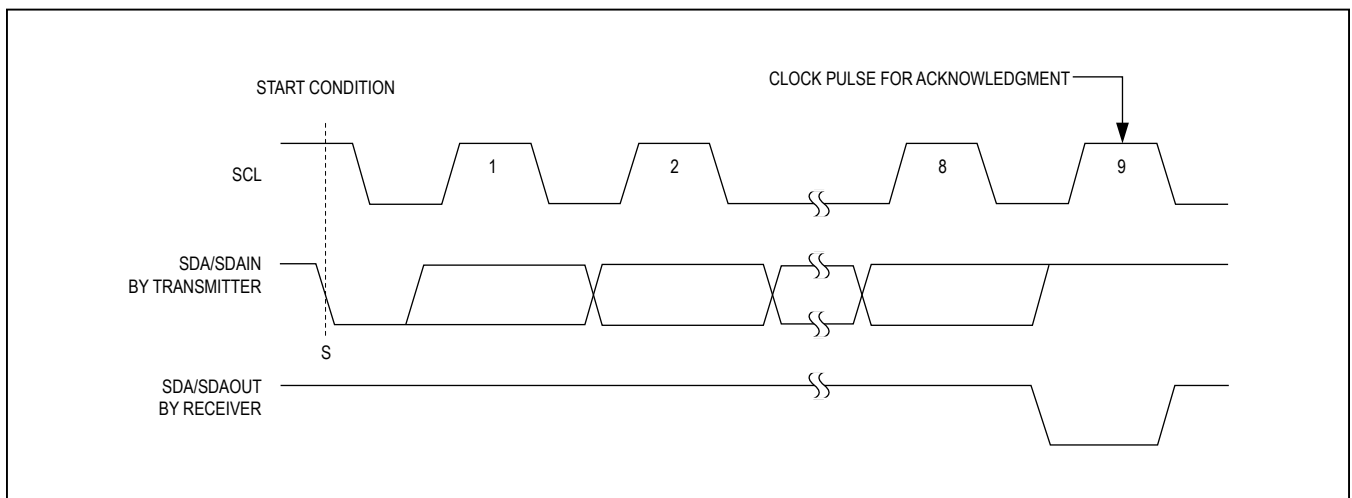 START CONDITION
CLOCK PULSE FOR ACKNOWLEDGMENT
SCL
1
2
8
9
SDA/SDAIN
BY TRANSMITTER
S
SDA/SDAOUT
BY RECEIVER